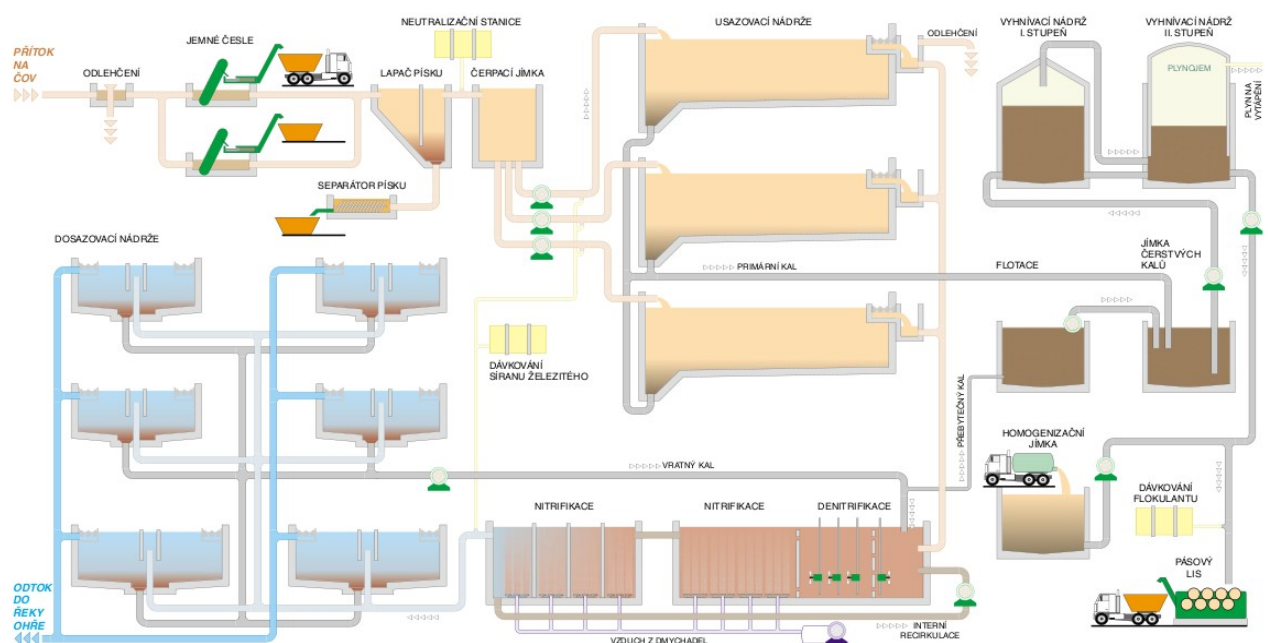 NEUTRALIZAČNÍ STANICE
USAZOVACÍ NÁDRŽE
VYHNÍVACÍ NÁDRŽ
I. STUPEŇ
VYHNÍVACÍ NÁDRŽ
II. STUPEŇ
JEMNÉ ČESLE
ODLEHČENÍ
PŘÍTOK
NA
ČOV
ODLEHČENÍ
LAPAČ PÍSKU
ČERPACÍ JÍMKA
PLYNOJEM
PLYN NA
VYTÁPĚNÍ
SEPARÁTOR PÍSKU
DOSAZOVACÍ NÁDRŽE
PRIMÁRNÍ KAL
FLOTACE
JÍMKA
ČERSTVÝCH
KALŮ
DÁVKOVÁNÍ
SÍRANU ŽELEZITÉHO
PŘEBYTEČNÝ KAL
HOMOGENIZAČNÍ
JÍMKA
VRATNÝ KAL
DÁVKOVÁNÍ
FLOKULANTU
NITRIFIKACE
NITRIFIKACE
DENITRIFIKACE
PÁSOVÝ
LIS
ODTOK
DO
ŘEKY
OHŘE
INTERNÍ
RECIRKULACE
VZDUCH Z DMYCHADEL